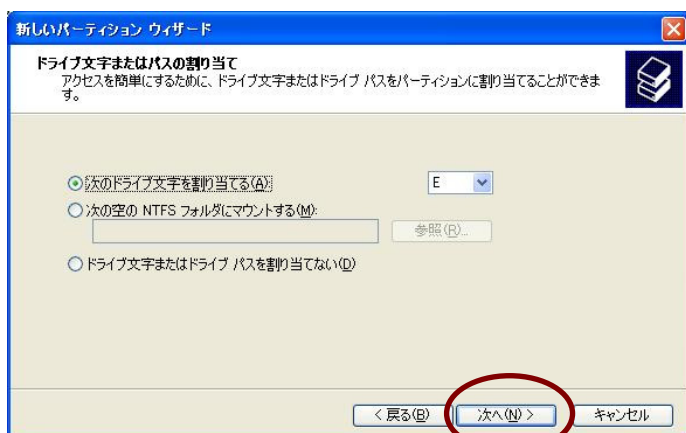 新しいパーティション ウィザード
ドライブ文字またはパスの割り当て
アクセスを簡単にするために、ドライブ文字またはドライブ パスをパーティションに割り当てることができま
す。
次のドライブ文字を割り当てる(A): E
次の空の NTFS フォルダにマウントする(M):
参照(R)...
ドライブ文字またはドライブ パスを割り当てない(D)
< 戻る(B) 次へ(N) > キャンセル